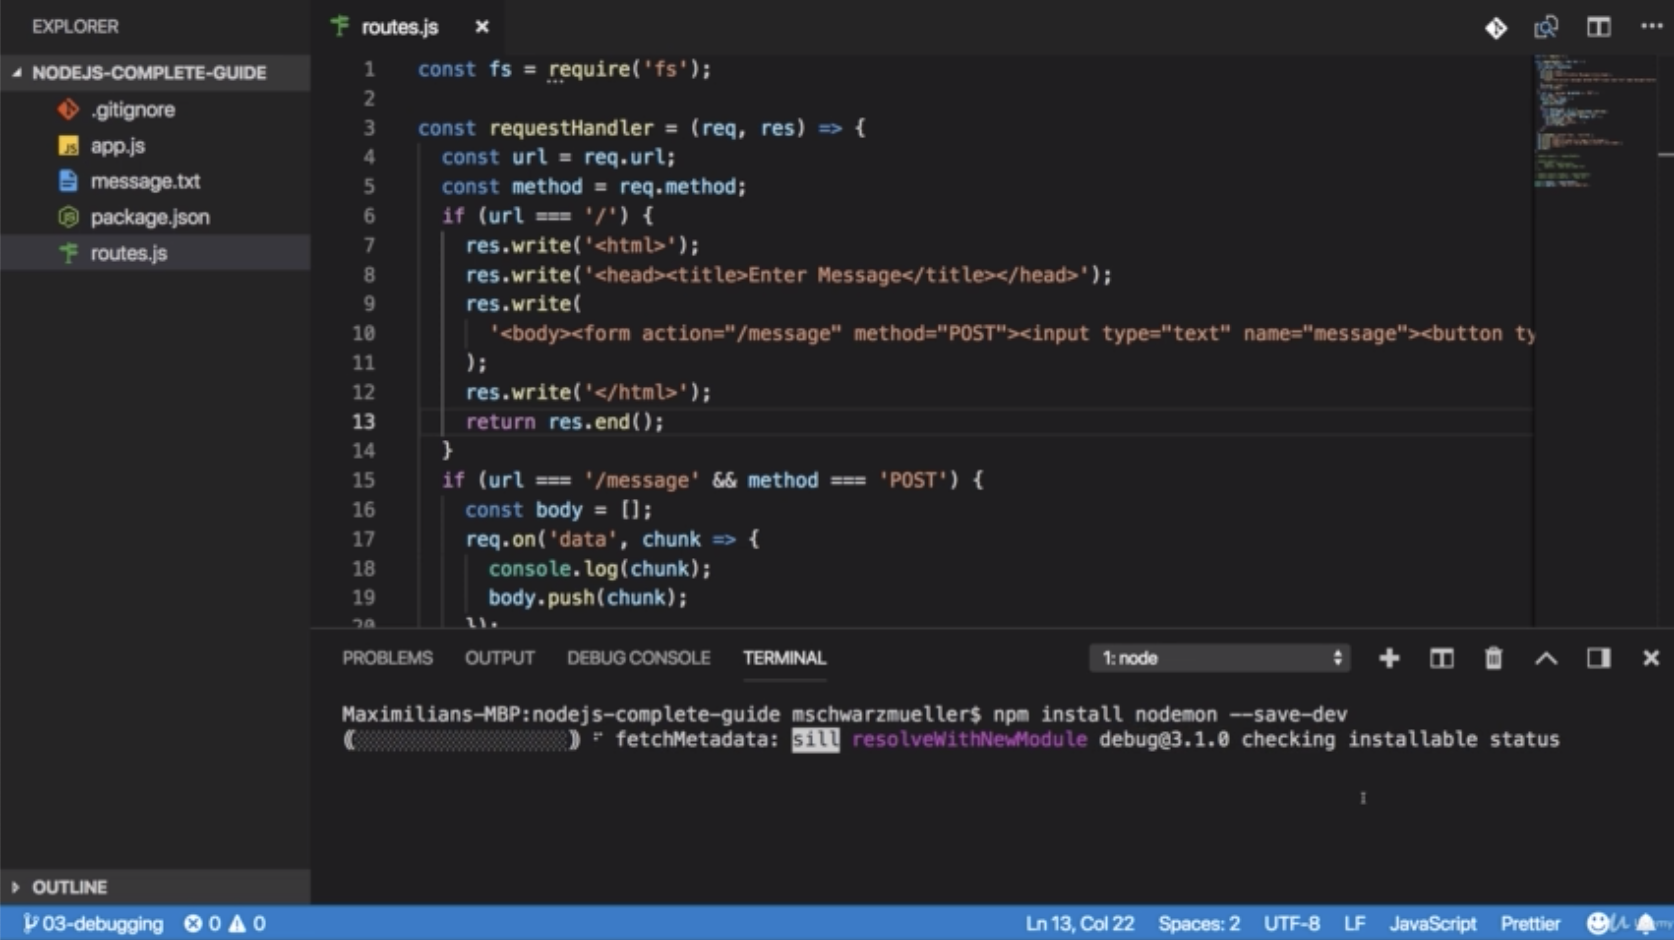 EXPLORER
routes.js
NODEJS-COMPLETE-GUIDE
.gitignore
app.js
message.txt
package.json
routes.js
1 const fs = require('fs');
2
3 const requestHandler = (req, res) => {
4 const url = req.url;
5 const method = req.method;
6 if (url === '/') {
7 res.write('<html>');
8 res.write('<head><title>Enter Message</title></head>');
9 res.write(
10 '<body><form action="/message" method="POST"><input type="text" name="message"><button ty
11 );
12 res.write('</html>');
13 return res.end();
14 }
15 if (url === '/message' && method === 'POST') {
16 const body = [];
17 req.on('data', chunk => {
18 console.log(chunk);
19 body.push(chunk);
20 });
PROBLEMS OUTPUT DEBUG CONSOLE TERMINAL 1: node
Maximilians-MBP:nodejs-complete-guide mschwarzmueller$ npm install nodemon --save-dev
fetchMetadata: sill resolveWithNewModule debug@3.1.0 checking installable status
OUTLINE
03-debugging 0 0 Ln 13, Col 22 Spaces: 2 UTF-8 LF JavaScript Prettier